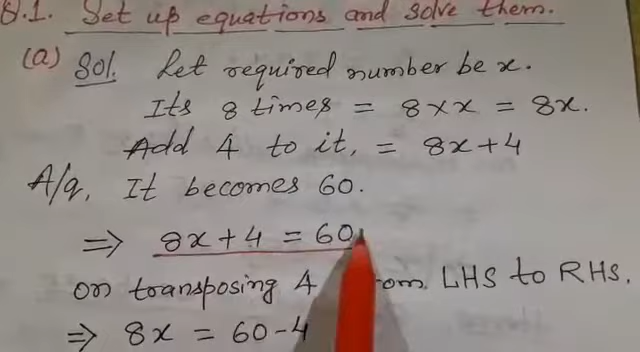 Q.1. Set up equations and solve them.
(a) Sol. Let required number be x.
Its 8 times = 8×x = 8x.
Add 4 to it, = 8x+4
A/q, It becomes 60.
⇒ 8x+4 = 60
on transposing 4 LHS to RHS.
⇒ 8x = 60-4